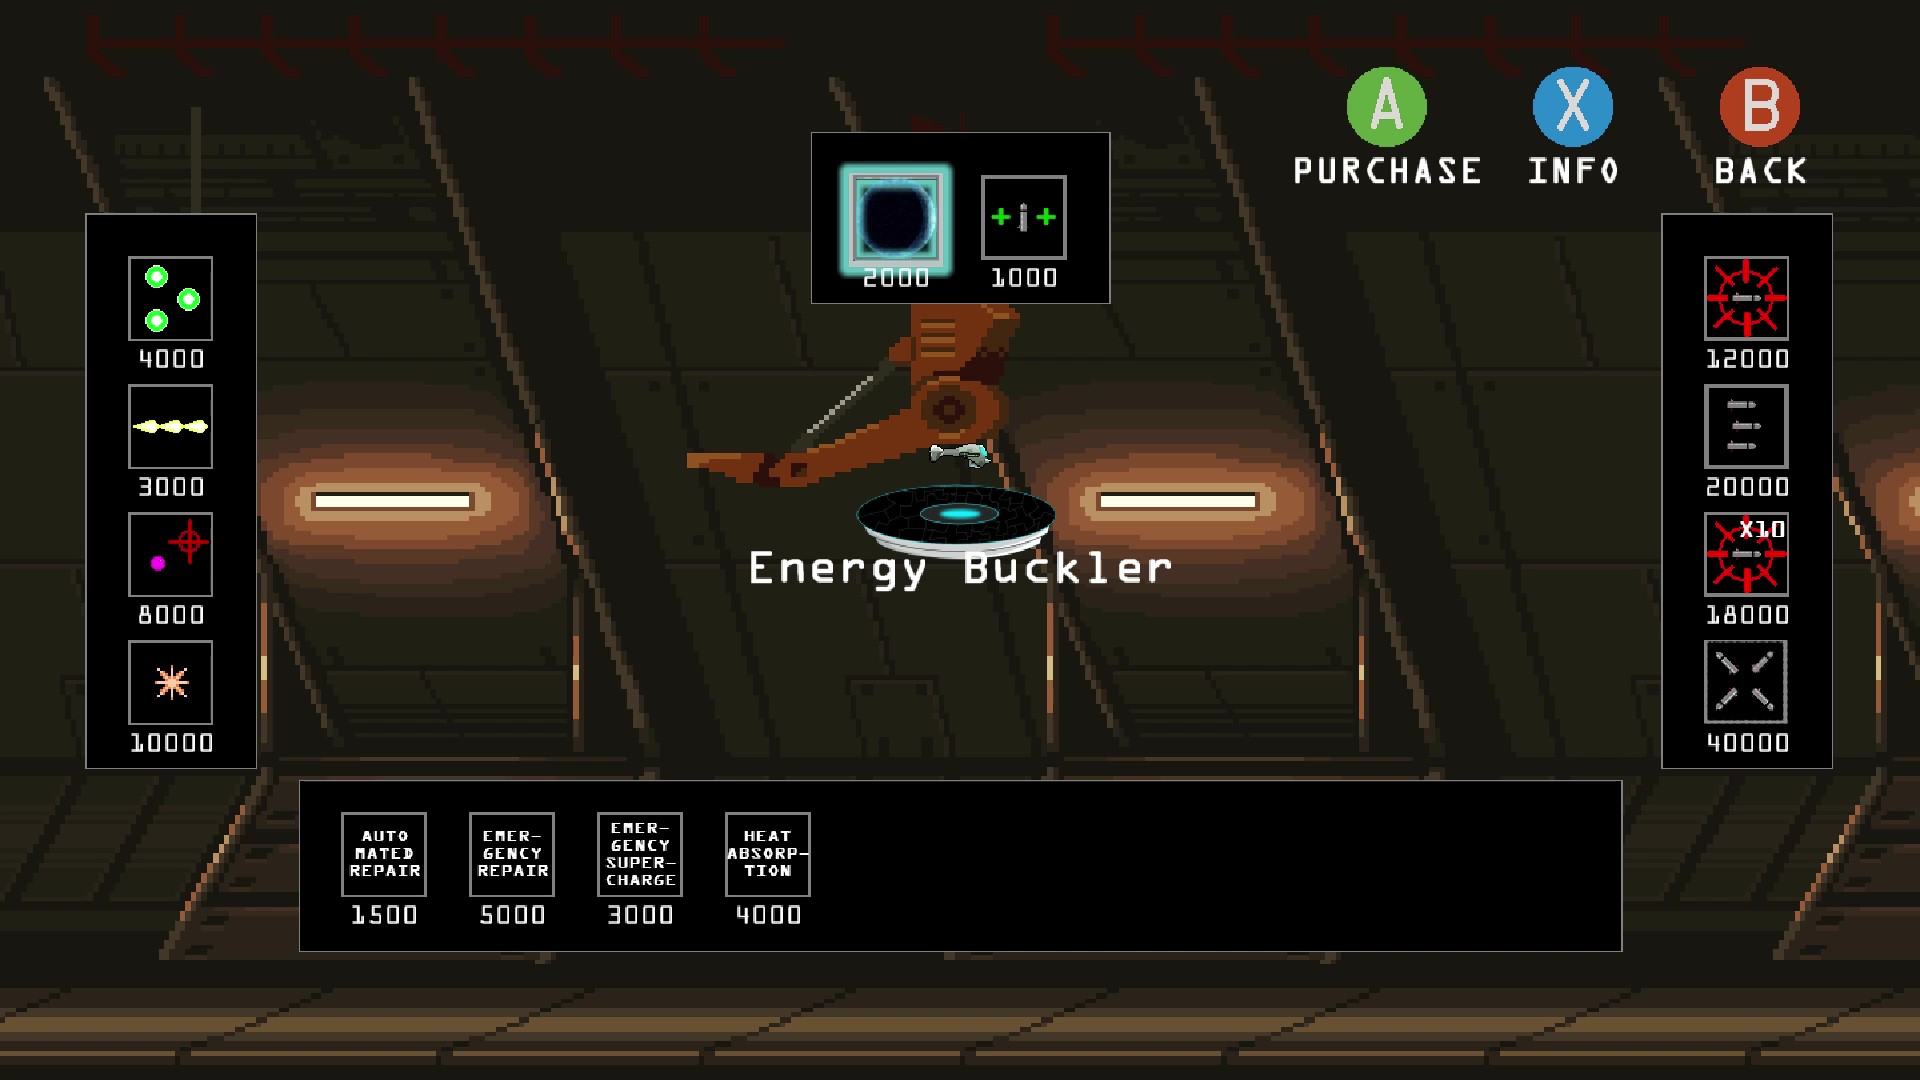 A X B
PURCHASE INFO BACK
2000 1000
4000
3000
8000
10000
12000
20000
X10
18000
40000
Energy Buckler
AUTO
MATED
REPAIR
1500
EMER-
GENCY
REPAIR
5000
EMER-
GENCY
SUPER-
CHARGE
3000
HEAT
ABSORP-
TION
4000